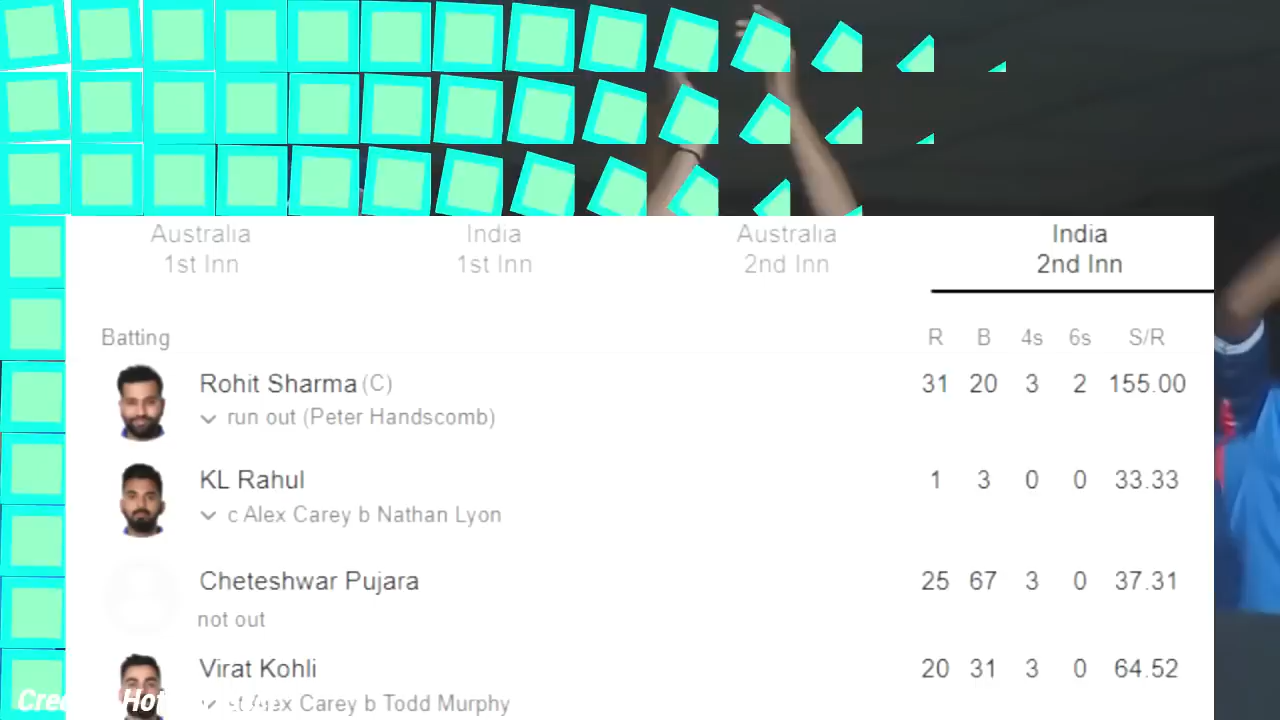 Australia India Australia India
1st Inn 1st Inn 2nd Inn 2nd Inn
Batting R B 4s 6s S/R
Rohit Sharma (C) 31 20 3 2 155.00
run out (Peter Handscomb)
KL Rahul 1 3 0 0 33.33
c Alex Carey b Nathan Lyon
Cheteshwar Pujara 25 67 3 0 37.31
not out
Virat Kohli 20 31 3 0 64.52
Alex Carey b Todd Murphy